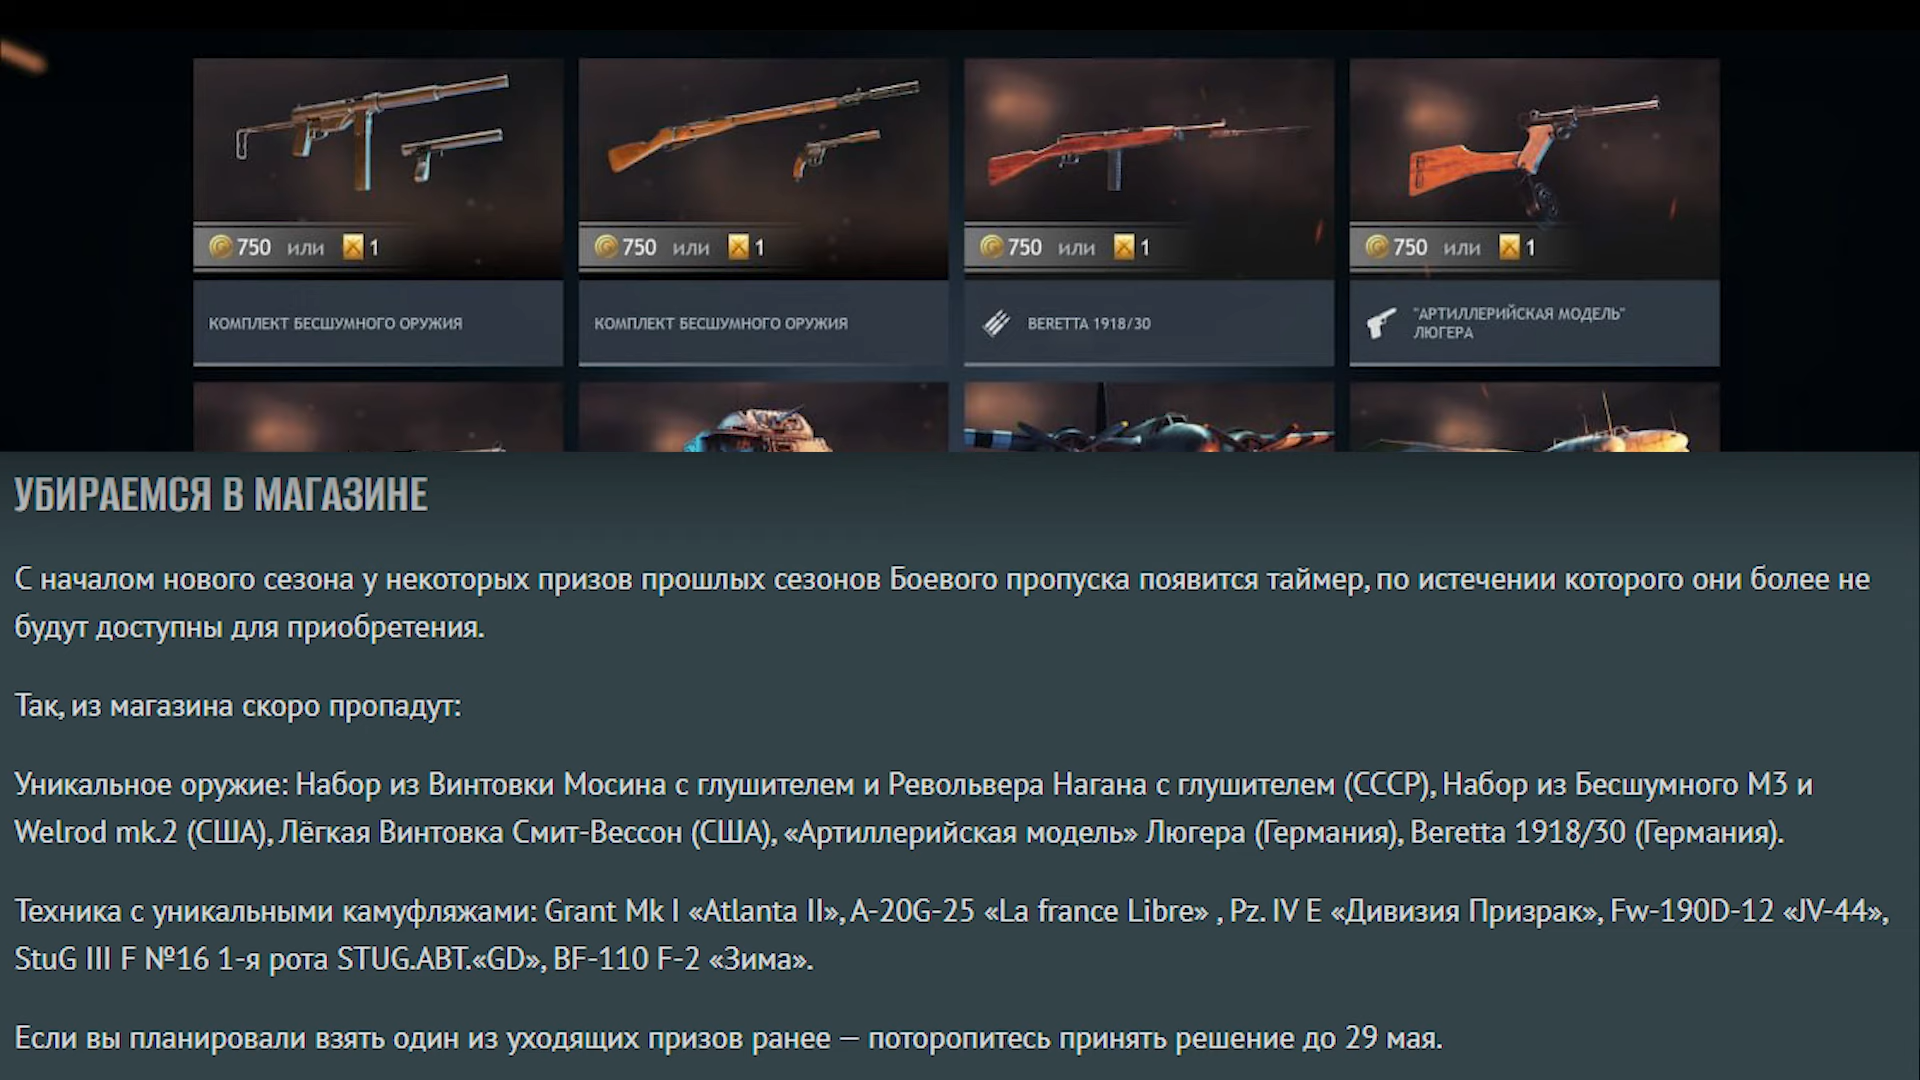 750 или 1
750 или 1
750 или 1
750 или 1
КОМПЛЕКТ БЕСШУМНОГО ОРУЖИЯ
КОМПЛЕКТ БЕСШУМНОГО ОРУЖИЯ
BERETTA 1918/30
"АРТИЛЛЕРИЙСКАЯ МОДЕЛЬ"
ЛЮГЕРА
УБИРАЕМСЯ В МАГАЗИНЕ
С началом нового сезона у некоторых призов прошлых сезонов Боевого пропуска появится таймер, по истечении которого они более не
будут доступны для приобретения.
Так, из магазина скоро пропадут:
Уникальное оружие: Набор из Винтовки Мосина с глушителем и Револьвера Нагана с глушителем (СССР), Набор из Бесшумного М3 и
Welrod mk.2 (США), Лёгкая Винтовка Смит-Вессон (США), «Артиллерийская модель» Люгера (Германия), Beretta 1918/30 (Германия).
Техника с уникальными камуфляжами: Grant Mk I «Atlanta II», A-20G-25 «La france Libre» , Pz. IV E «Дивизия Призрак», Fw-190D-12 «JV-44»,
StuG III F №16 1-я рота STUG.ABT.«GD», BF-110 F-2 «Зима».
Если вы планировали взять один из уходящих призов ранее — поторопитесь принять решение до 29 мая.